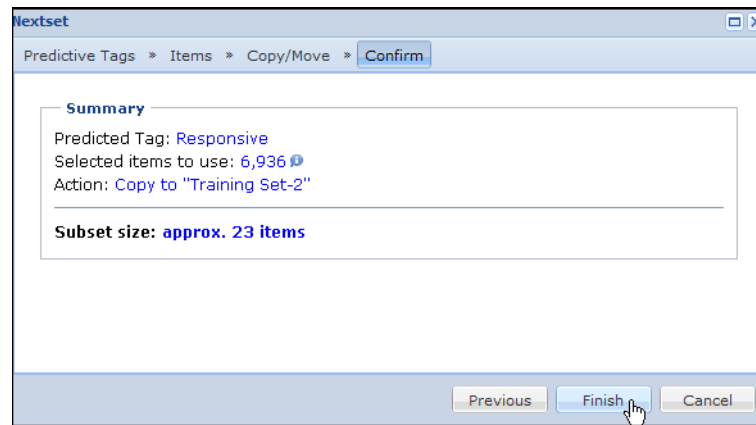 Nextset
Predictive Tags » Items » Copy/Move » Confirm
Summary
Predicted Tag: Responsive
Selected items to use: 6,936
Action: Copy to "Training Set-2"
Subset size: approx. 23 items
Previous Finish Cancel